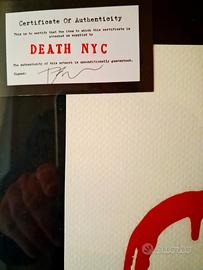 Certificate Of Authenticity
This is to certify that the item to which this certificate is
attached was supplied by
DEATH NYC
The authenticity of this artwork is unconditionally guaranteed.
Signed:
subito